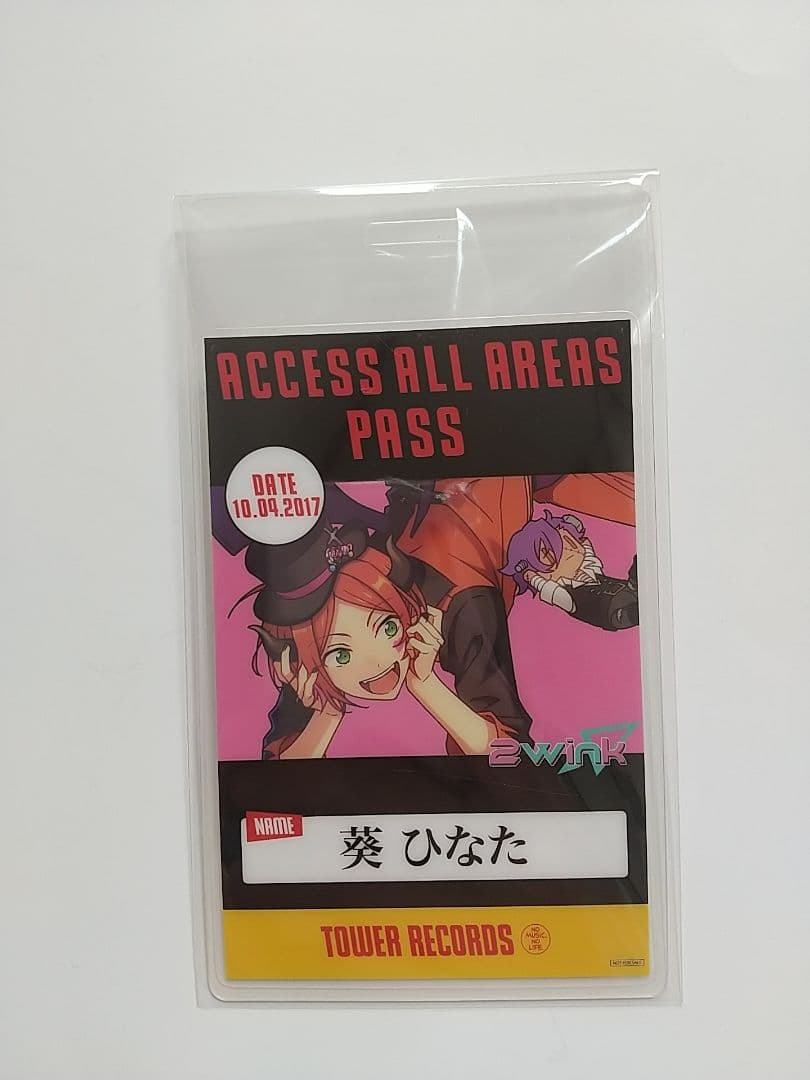 ACCESS ALL AREAS
PASS
DATE
10.04.2017
2wink
NAME
葵 ひなた
TOWER RECORDS
NO
MUSIC,
NO
LIFE.
NOT FOR SALE